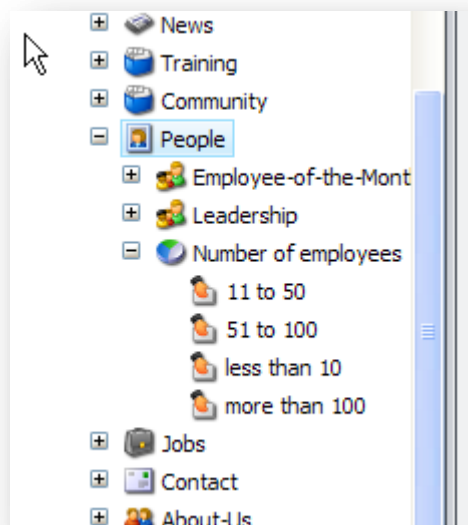 News
Training
Community
People
Employee-of-the-Mont
Leadership
Number of employees
11 to 50
51 to 100
less than 10
more than 100
Jobs
Contact
About-Us